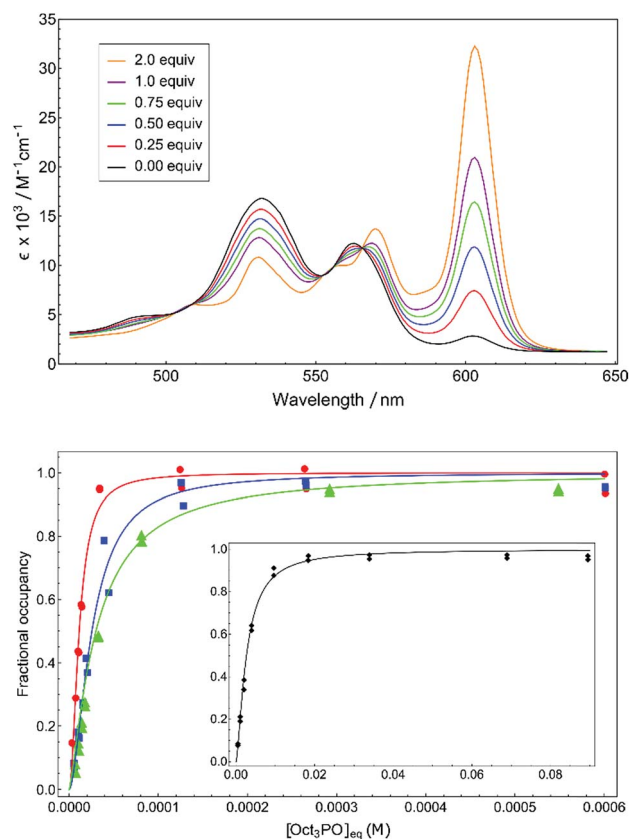 35
30
25
20
15
10
5
0
ϵ x 10³ / M⁻¹cm⁻¹
2.0 equiv
1.0 equiv
0.75 equiv
0.50 equiv
0.25 equiv
0.00 equiv
500 550 600 650
Wavelength / nm
1.0
0.8
0.6
0.4
0.2
0.0
Fractional occupancy
1.0
0.8
0.6
0.4
0.2
0.0
0.00 0.02 0.04 0.06 0.08
0.0000 0.0001 0.0002 0.0003 0.0004 0.0005 0.0006
[Oct₃PO]eq (M)